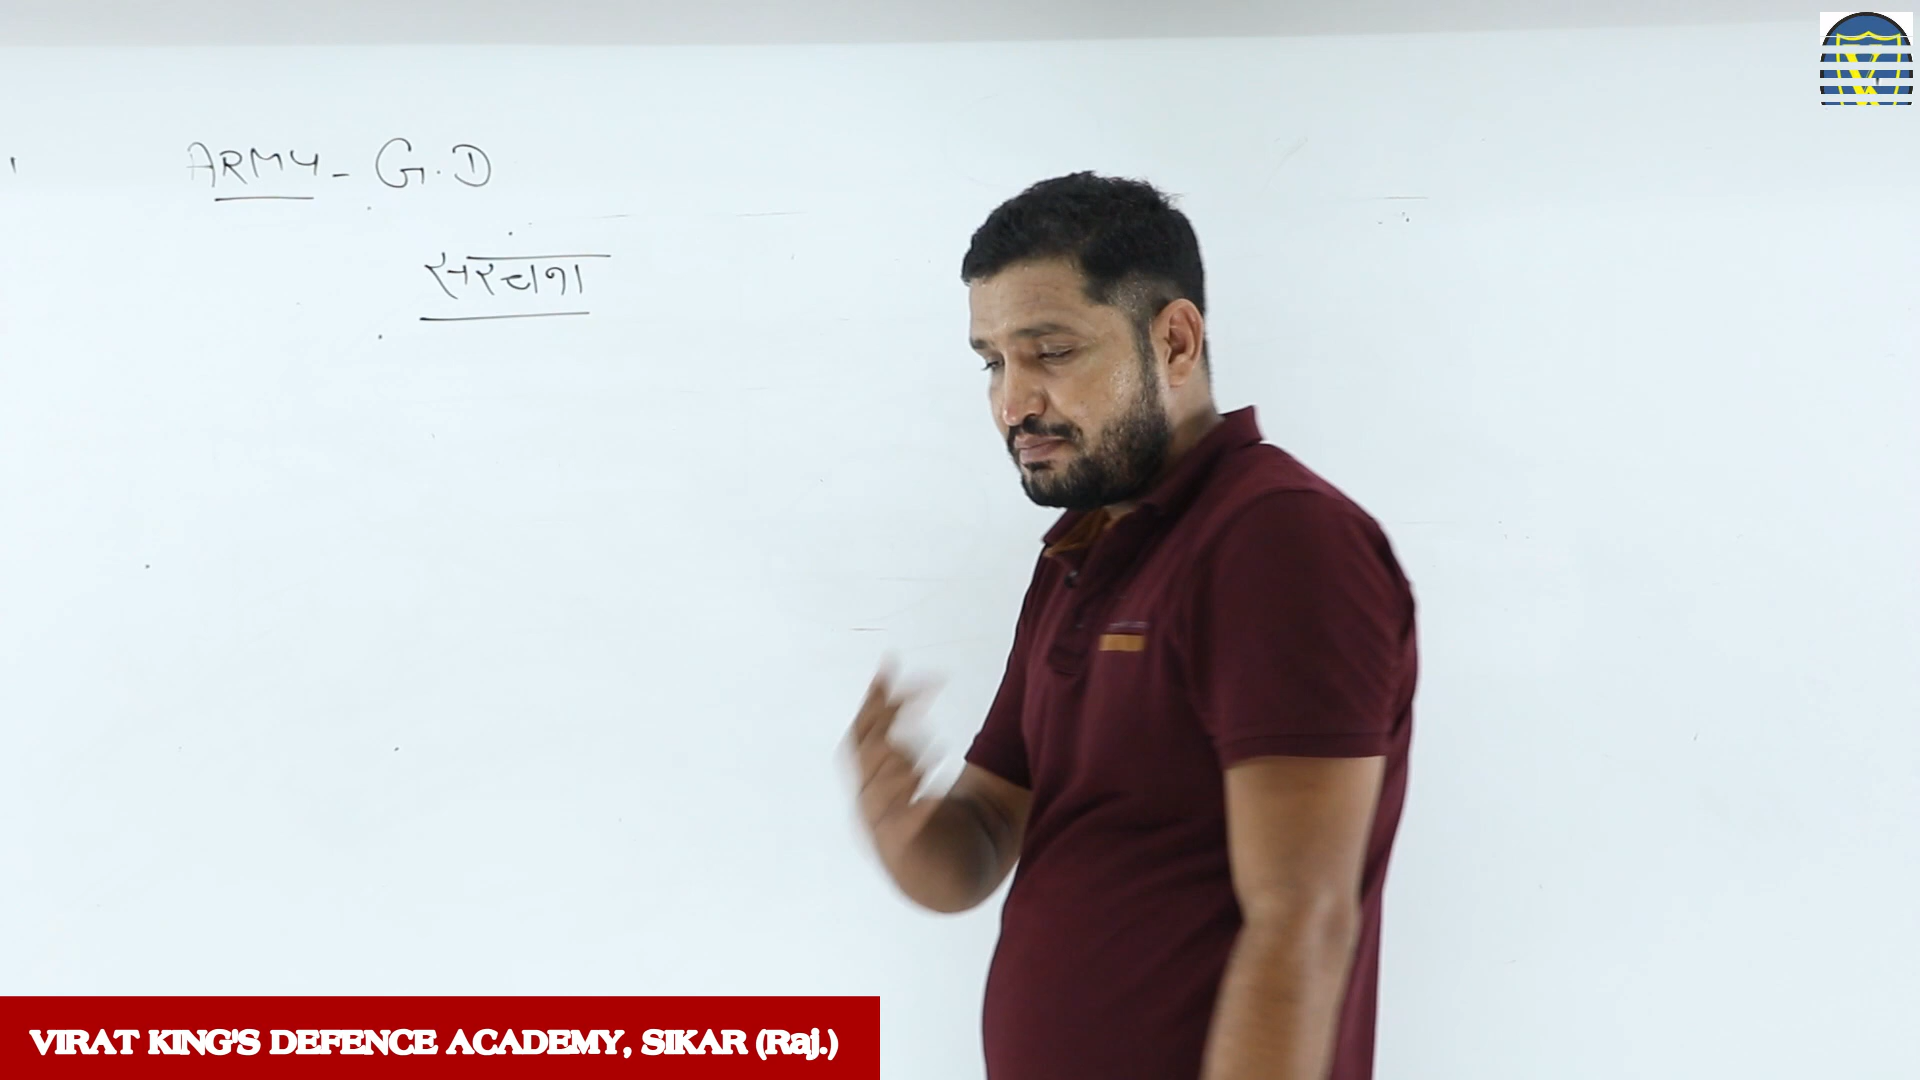 ARMY - G.D
संरचना
VIRAT KING'S DEFENCE ACADEMY, SIKAR (Raj.)